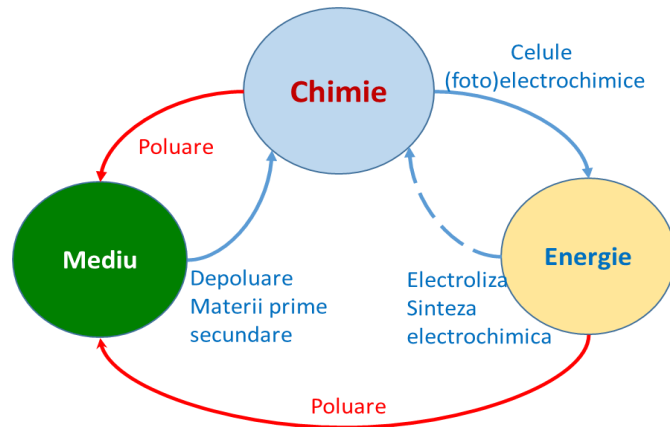 Celule
(foto)electrochimice
Chimie
Poluare
Mediu
Energie
Depoluare
Materii prime
secundare
Electroliza
Sinteza
electrochimica
Poluare